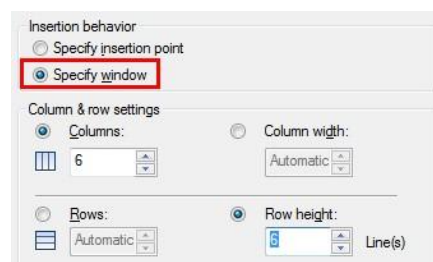 Insertion behavior
Specify insertion point
Specify window
Column & row settings
Columns: Column width:
6 Automatic
Rows: Row height:
Automatic 6 Line(s)